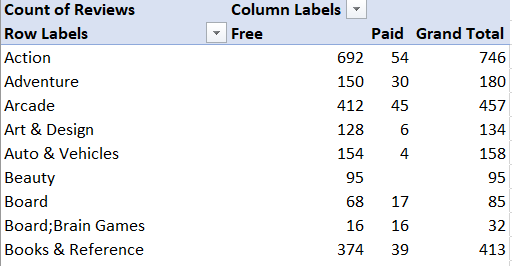 Count of Reviews Column Labels
Row Labels Free Paid Grand Total
Action 692 54 746
Adventure 150 30 180
Arcade 412 45 457
Art & Design 128 6 134
Auto & Vehicles 154 4 158
Beauty 95 95
Board 68 17 85
Board;Brain Games 16 16 32
Books & Reference 374 39 413